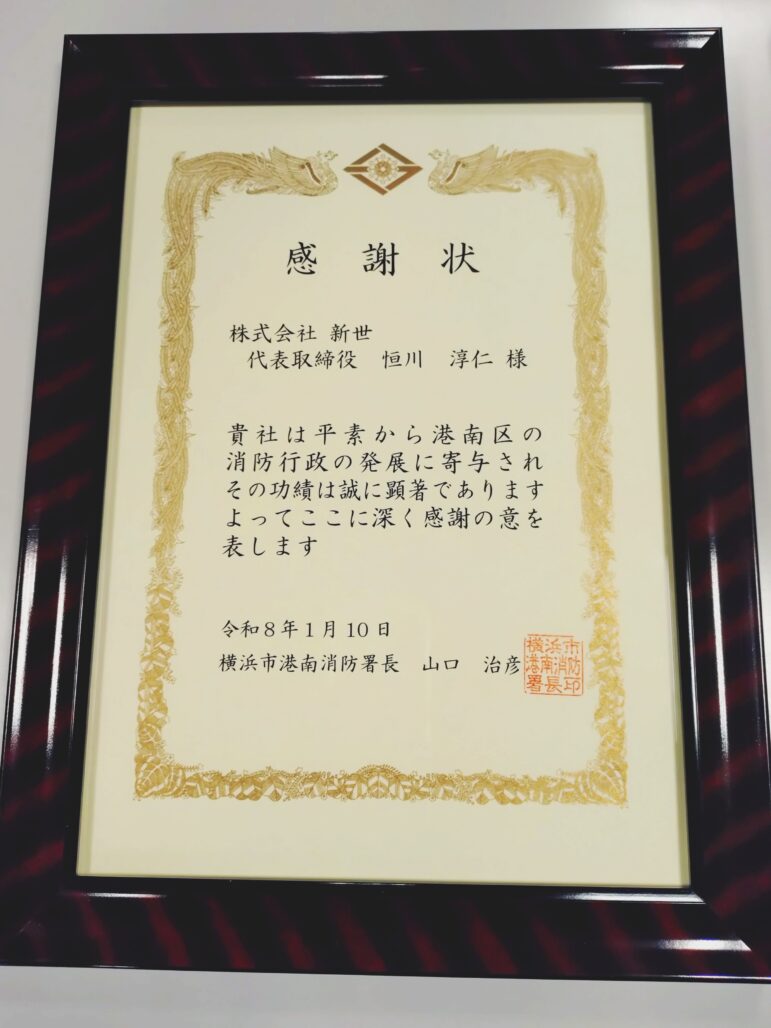 感謝状
株式会社 新世
代表取締役 恒川 淳仁 様
貴社は平素から港南区の
消防行政の発展に寄与され
その功績は誠に顕著であります
よってここに深く感謝の意を
表します
令和8年1月10日
横浜市港南消防署長 山口 治彦
横浜市
港南消防
署長印